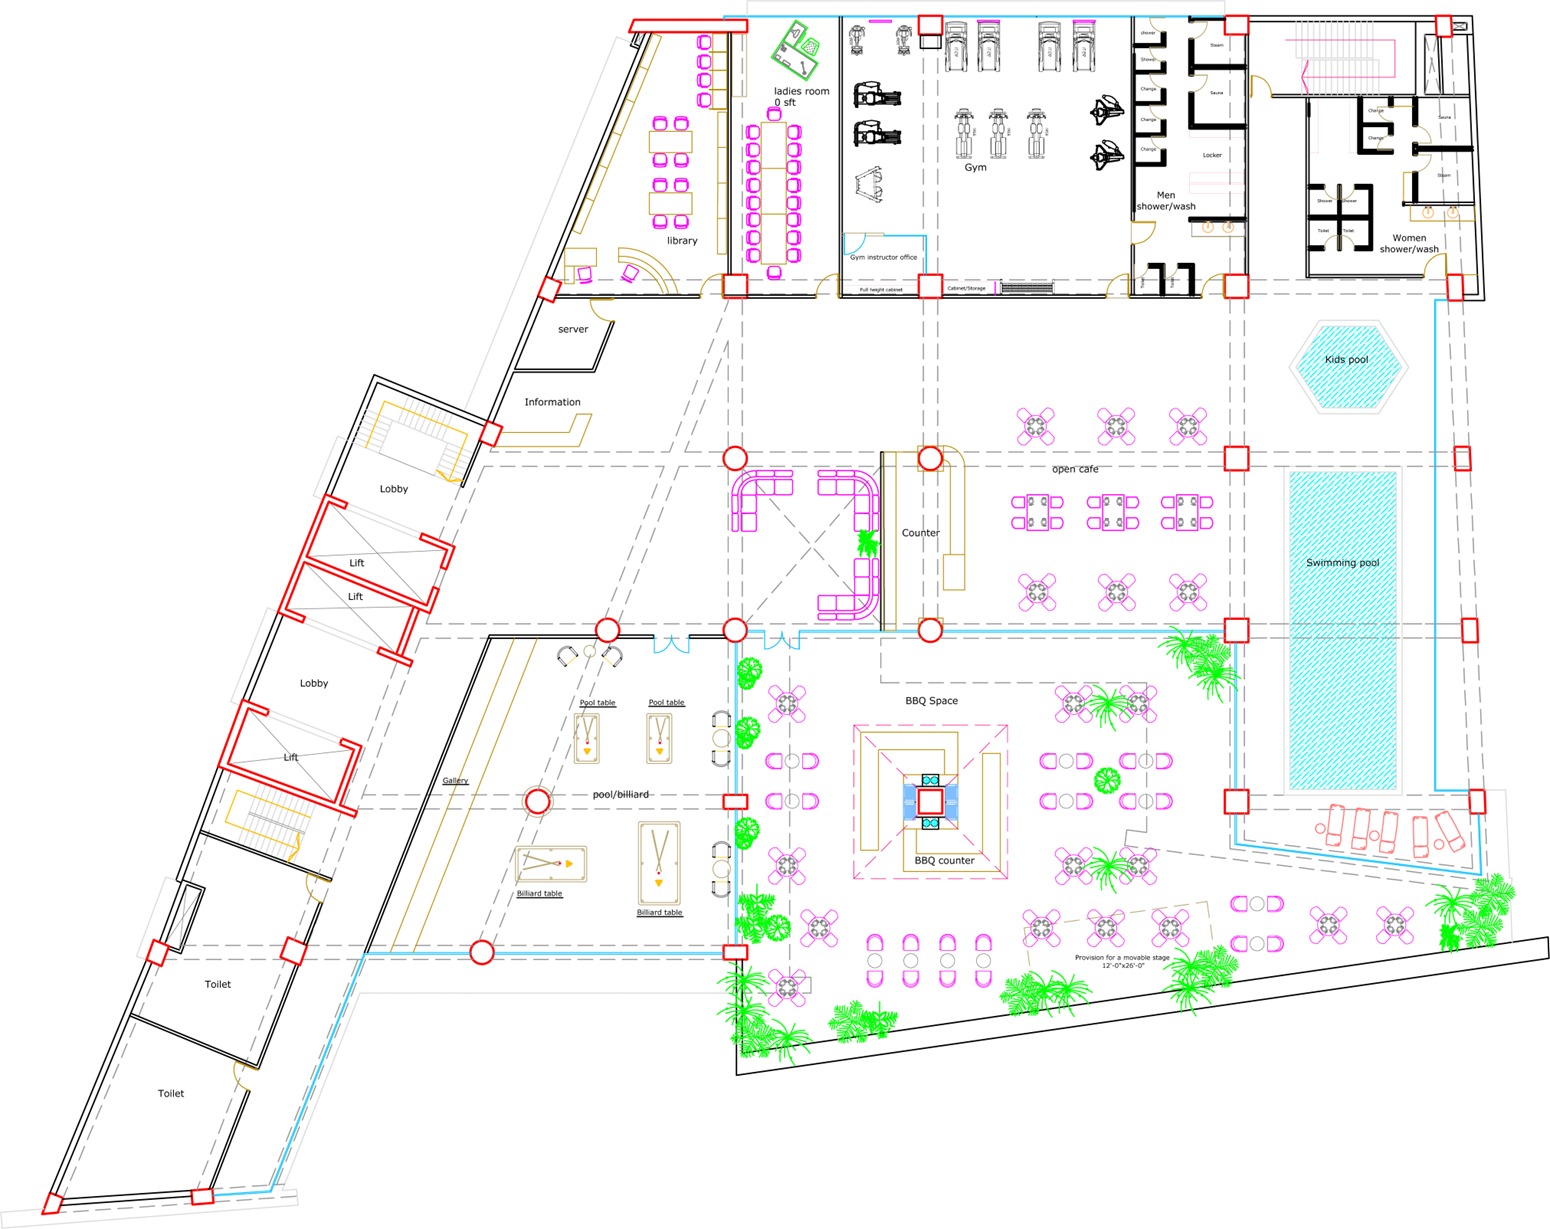 ladies room
0 sft
library
Gym
Gym instructor office
Full height cabinet
Cabinet/Storage
shower
Shower
Change
Change
Change
Steam
Sauna
Locker
Men
shower/wash
Toilet
Toilet
Change
Change
Sauna
Steam
Shower
Shower
Toilet
Toilet
Women
shower/wash
server
Information
Kids pool
Lobby
open cafe
Counter
Lift
Lift
Swimming pool
Lobby
Lift
BBQ Space
Pool table
Pool table
Gallery
pool/billiard
BBQ counter
Billiard table
Billiard table
Provision for a movable stage
12'-0"x26'-0"
Toilet
Toilet